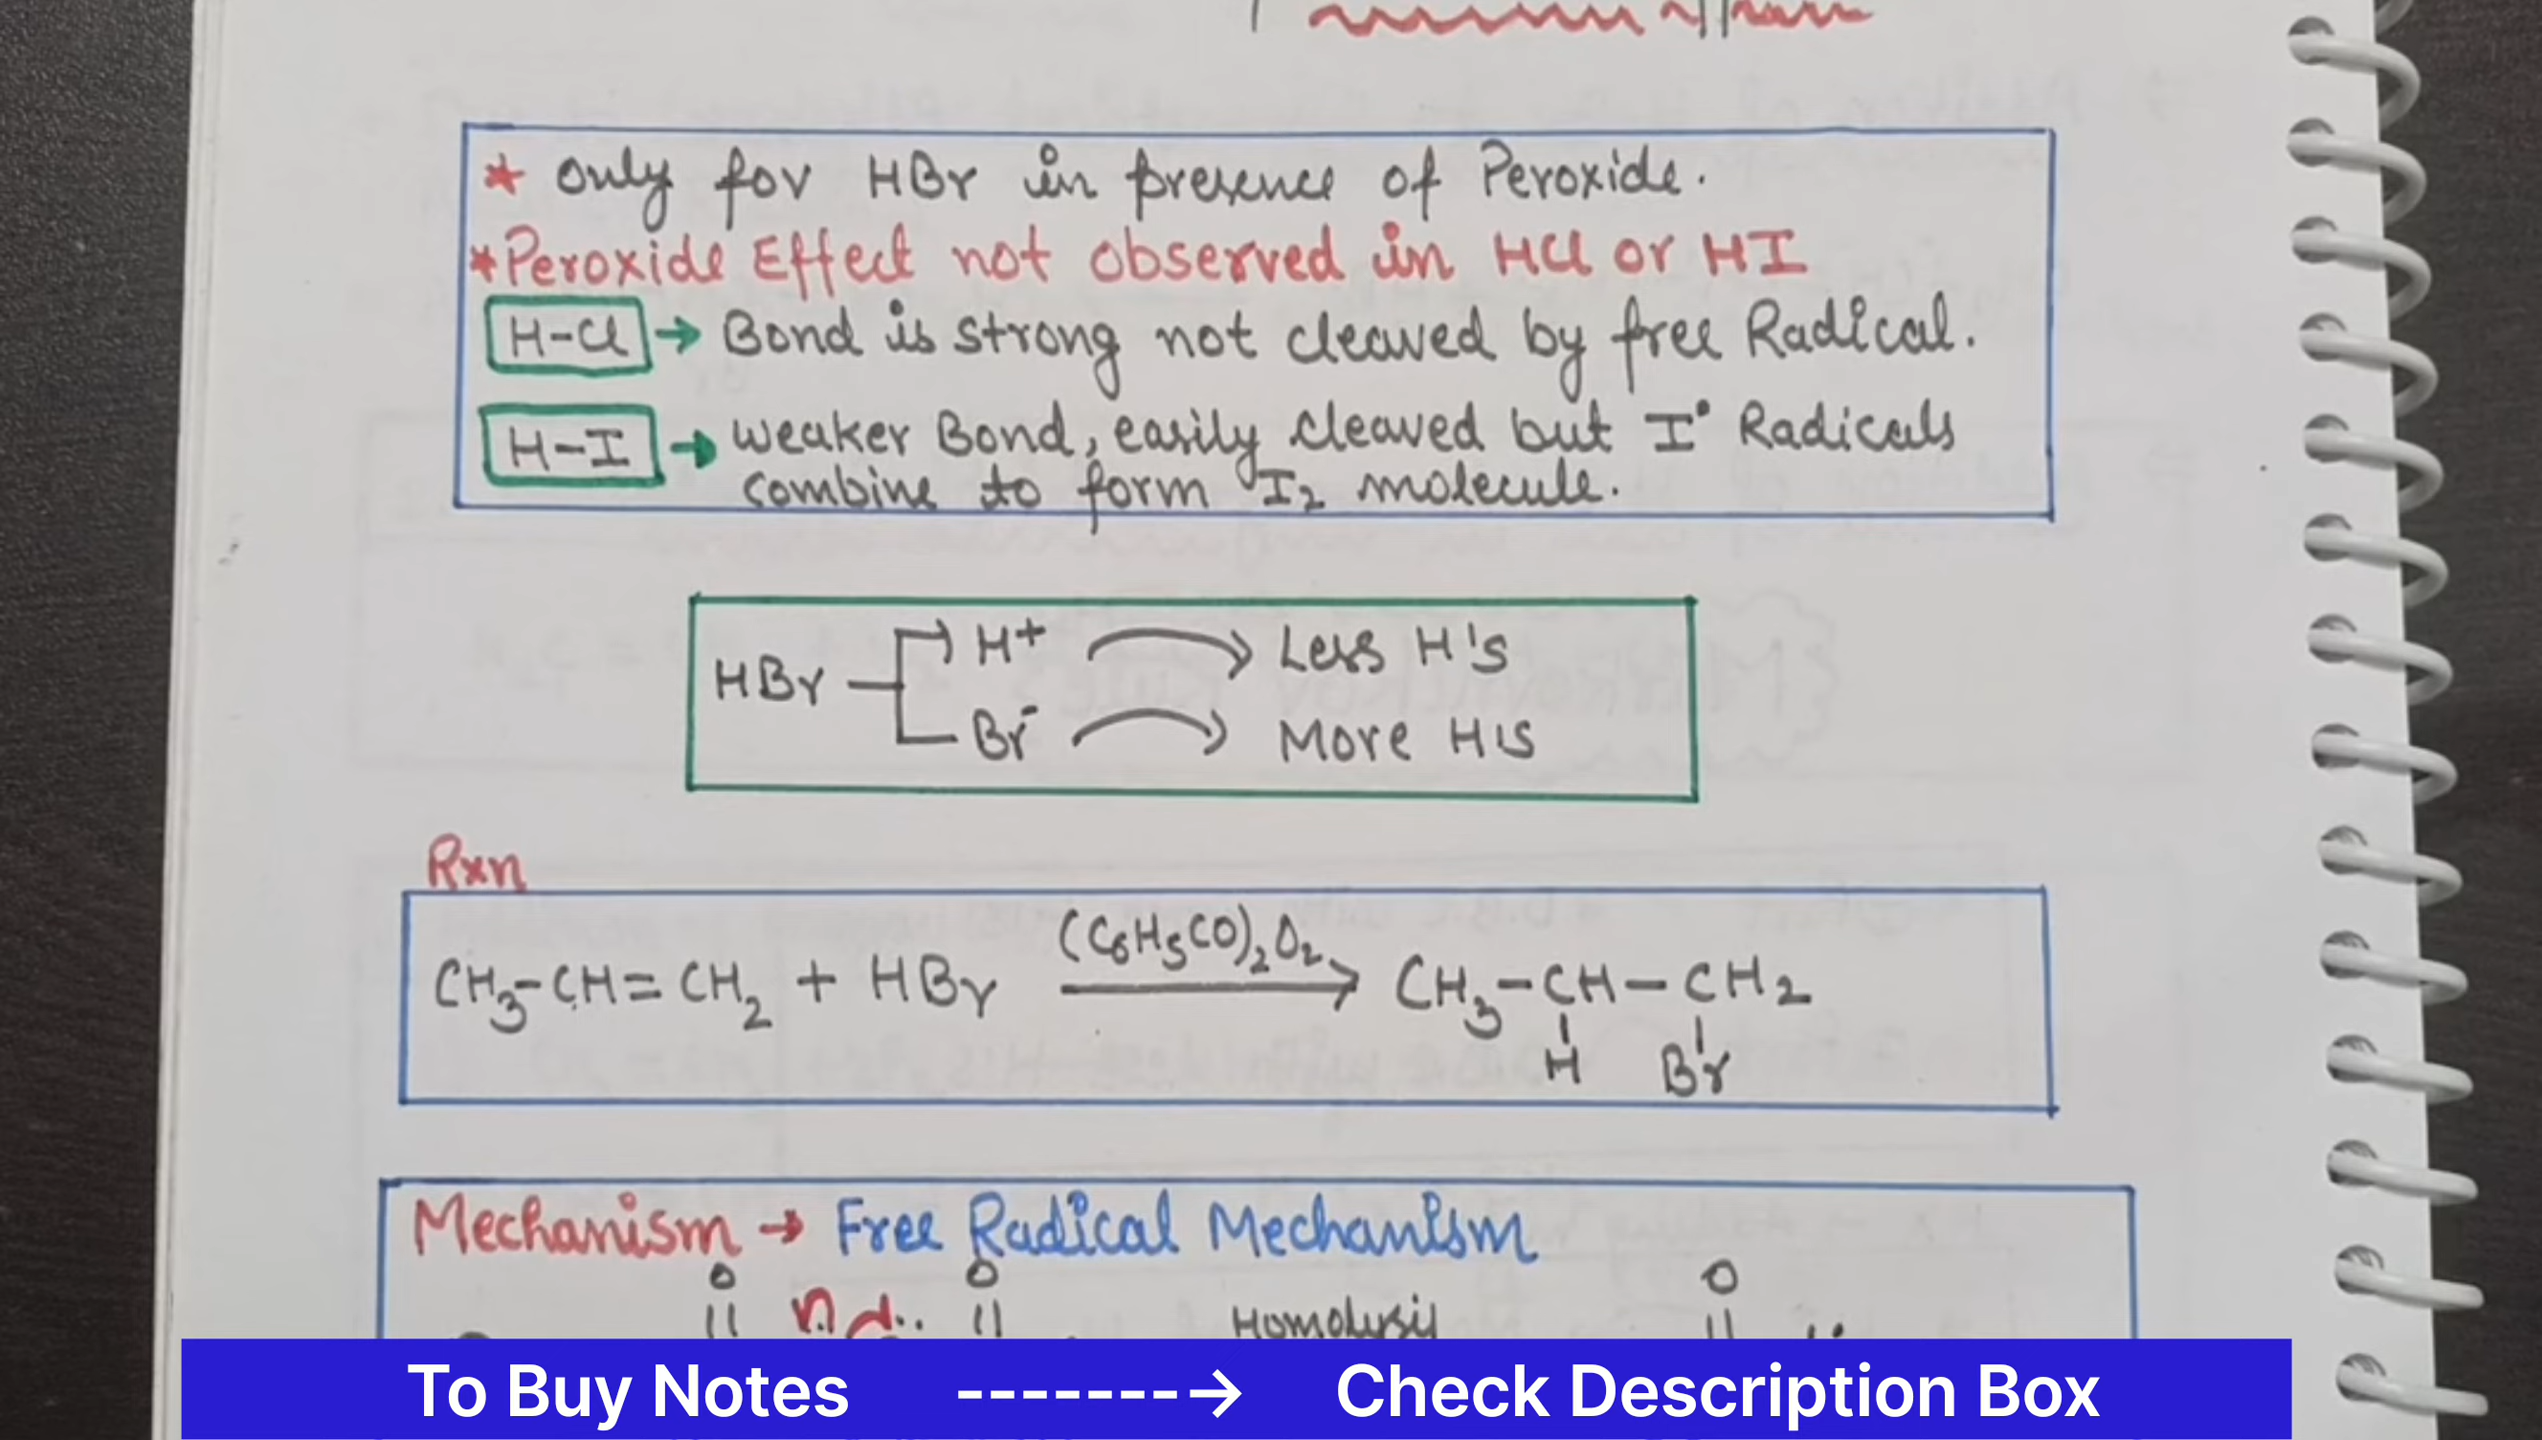 * Only for HBr in presence of Peroxide.
* Peroxide Effect not observed in HCl or HI
H-Cl → Bond is strong not cleaved by free Radical.
H-I → weaker Bond, easily cleaved but I• Radicals
combine to form I₂ molecule.
H+ Less H's
HBr
Br⁻ More H's
Rxn
(C₆H₅CO)₂O₂
CH₃-CH=CH₂ + HBr → CH₃-CH-CH₂
H Br
Mechanism → Free Radical Mechanism
O O O
|| || ||
Homolysis
To Buy Notes -------→ Check Description Box